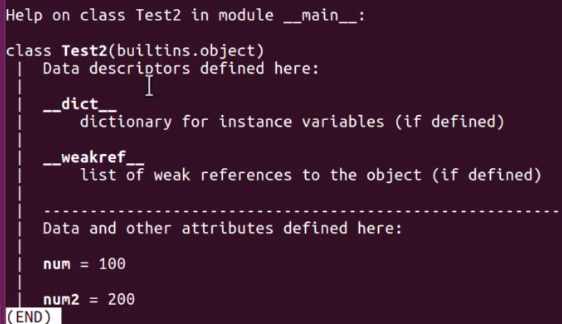 Help on class Test2 in module __main__:
class Test2(builtins.object)
 |  Data descriptors defined here:
 |
 |  __dict__
 |      dictionary for instance variables (if defined)
 |
 |  __weakref__
 |      list of weak references to the object (if defined)
 |
 |  ----------------------------------------------------------
 |  Data and other attributes defined here:
 |
 |  num = 100
 |
 |  num2 = 200
(END)